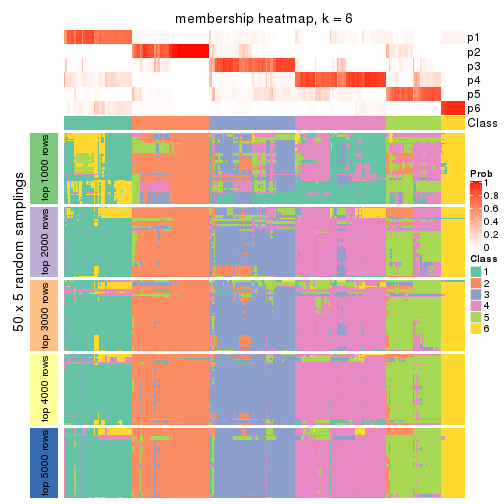 membership heatmap, k = 6
p1
p2
p3
p4
p5
p6
Class
50 x 5 random samplings
top 1000 rows
top 2000 rows
top 3000 rows
top 4000 rows
top 5000 rows
Prob
1
0.8
0.6
0.4
0.2
0
Class
1
2
3
4
5
6